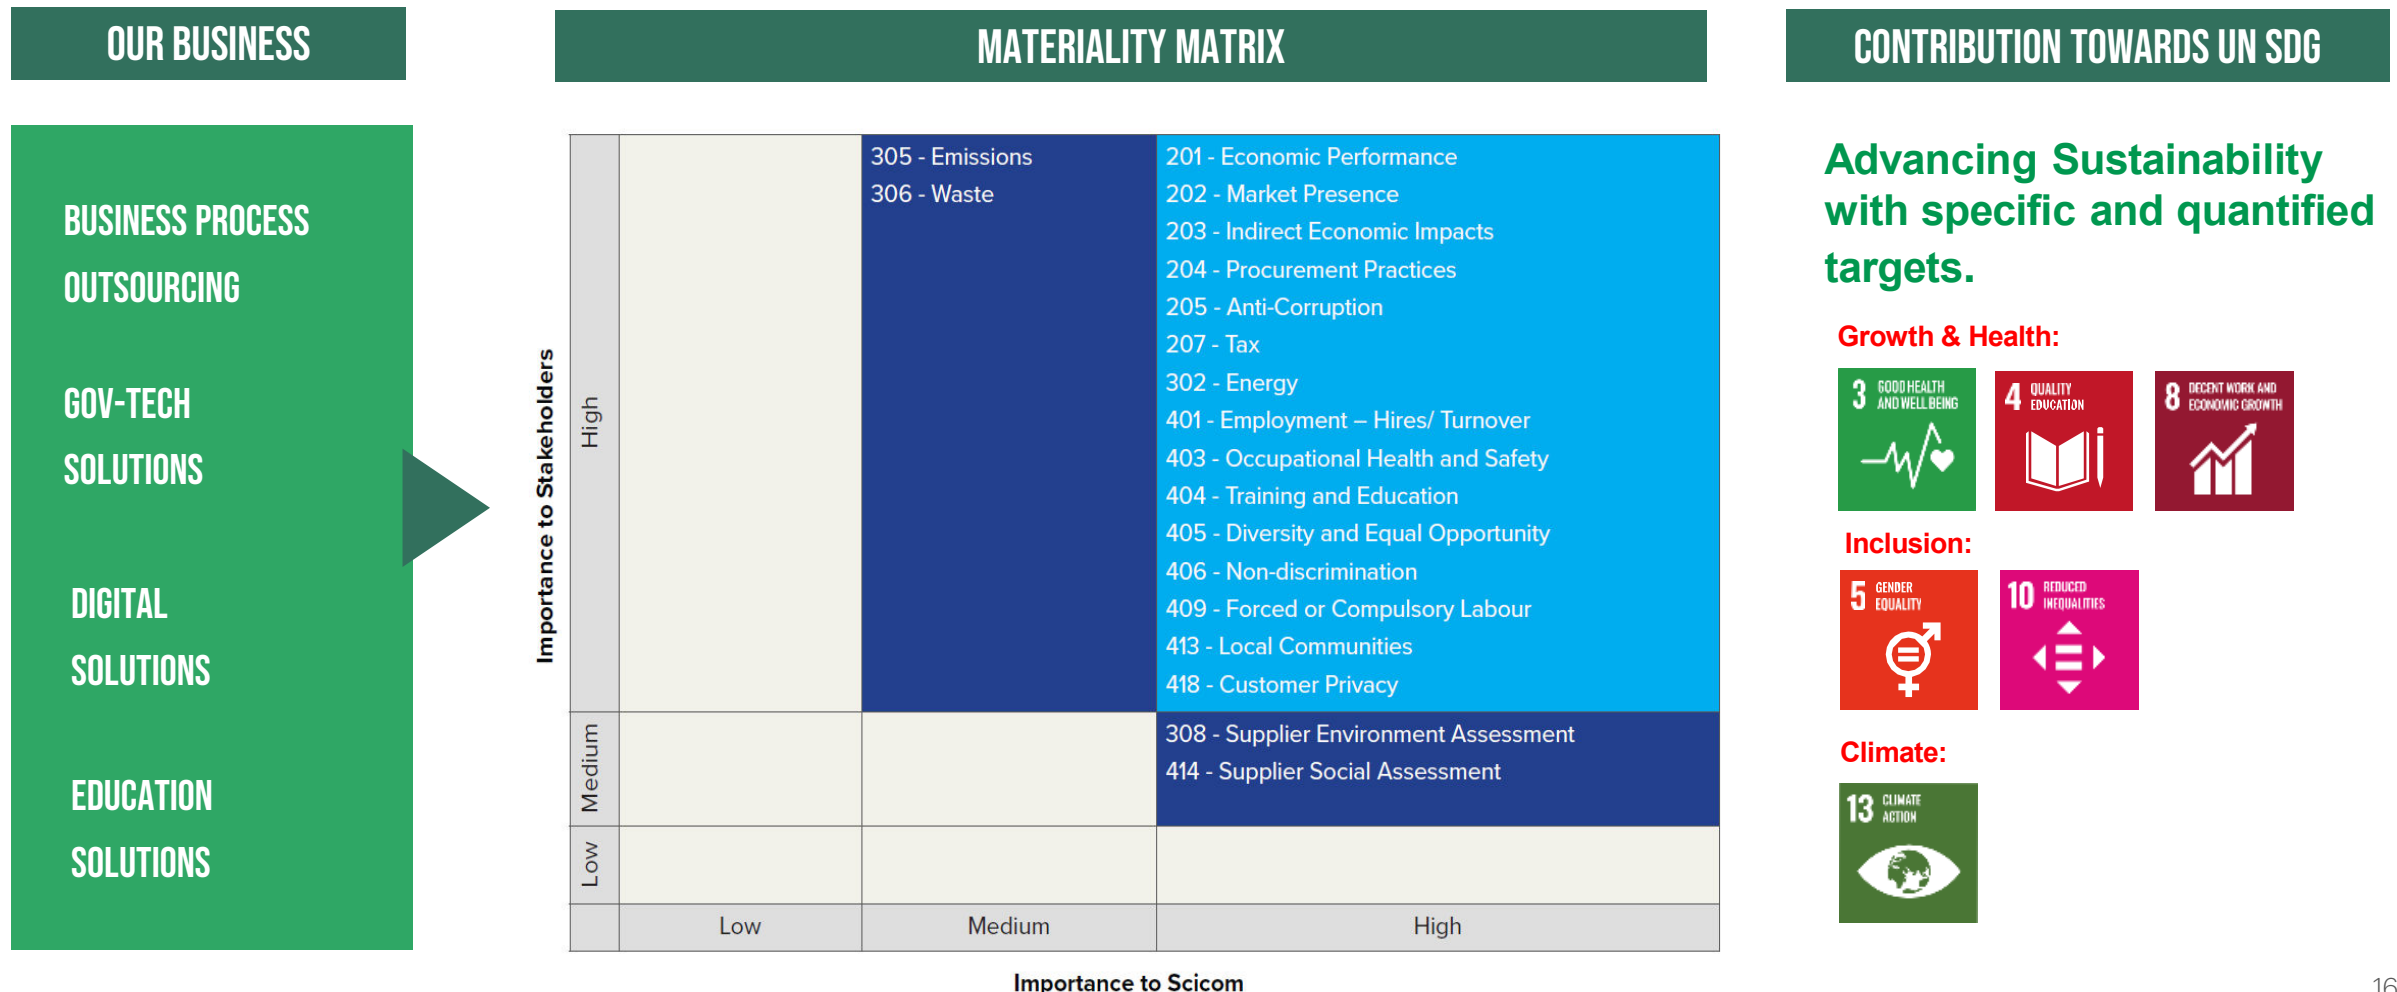 OUR BUSINESS
BUSINESS PROCESS
OUTSOURCING
GOV-TECH
SOLUTIONS
DIGITAL
SOLUTIONS
EDUCATION
SOLUTIONS
MATERIALITY MATRIX
Importance to Stakeholders
High
305 - Emissions
306 - Waste
201 - Economic Performance
202 - Market Presence
203 - Indirect Economic Impacts
204 - Procurement Practices
205 - Anti-Corruption
207 - Tax
302 - Energy
401 - Employment – Hires/ Turnover
403 - Occupational Health and Safety
404 - Training and Education
405 - Diversity and Equal Opportunity
406 - Non-discrimination
409 - Forced or Compulsory Labour
413 - Local Communities
418 - Customer Privacy
Medium
308 - Supplier Environment Assessment
414 - Supplier Social Assessment
Low
Low
Medium
High
Importance to Scicom
CONTRIBUTION TOWARDS UN SDG
Advancing Sustainability
with specific and quantified
targets.
Growth & Health:
3 GOOD HEALTH
AND WELL BEING
4 QUALITY
EDUCATION
8 DECENT WORK AND
ECONOMIC GROWTH
Inclusion:
5 GENDER
EQUALITY
10 REDUCED
INEQUALITIES
Climate:
13 CLIMATE
ACTION
16